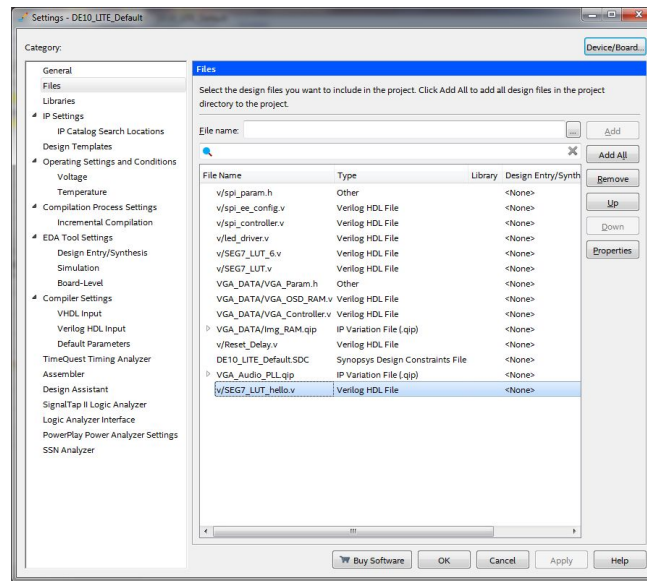 Settings - DE10_LITE_Default
Category:
Device/Board...
General
Files
Libraries
IP Settings
IP Catalog Search Locations
Design Templates
Operating Settings and Conditions
Voltage
Temperature
Compilation Process Settings
Incremental Compilation
EDA Tool Settings
Design Entry/Synthesis
Simulation
Board-Level
Compiler Settings
VHDL Input
Verilog HDL Input
Default Parameters
TimeQuest Timing Analyzer
Assembler
Design Assistant
SignalTap II Logic Analyzer
Logic Analyzer Interface
PowerPlay Power Analyzer Settings
SSN Analyzer
Files
Select the design files you want to include in the project. Click Add All to add all design files in the project
directory to the project.
File name:
...
Add
Add All
Remove
Up
Down
Properties
File Name Type Library Design Entry/Synth
v/spi_param.h Other <None>
v/spi_ee_config.v Verilog HDL File <None>
v/spi_controller.v Verilog HDL File <None>
v/led_driver.v Verilog HDL File <None>
v/SEG7_LUT_6.v Verilog HDL File <None>
v/SEG7_LUT.v Verilog HDL File <None>
VGA_DATA/VGA_Param.h Other <None>
VGA_DATA/VGA_OSD_RAM.v Verilog HDL File <None>
VGA_DATA/VGA_Controller.v Verilog HDL File <None>
VGA_DATA/Img_RAM.qip IP Variation File (.qip) <None>
v/Reset_Delay.v Verilog HDL File <None>
DE10_LITE_Default.SDC Synopsys Design Constraints File <None>
VGA_Audio_PLL.qip IP Variation File (.qip) <None>
v/SEG7_LUT_hello.v Verilog HDL File <None>
Buy Software
OK
Cancel
Apply
Help